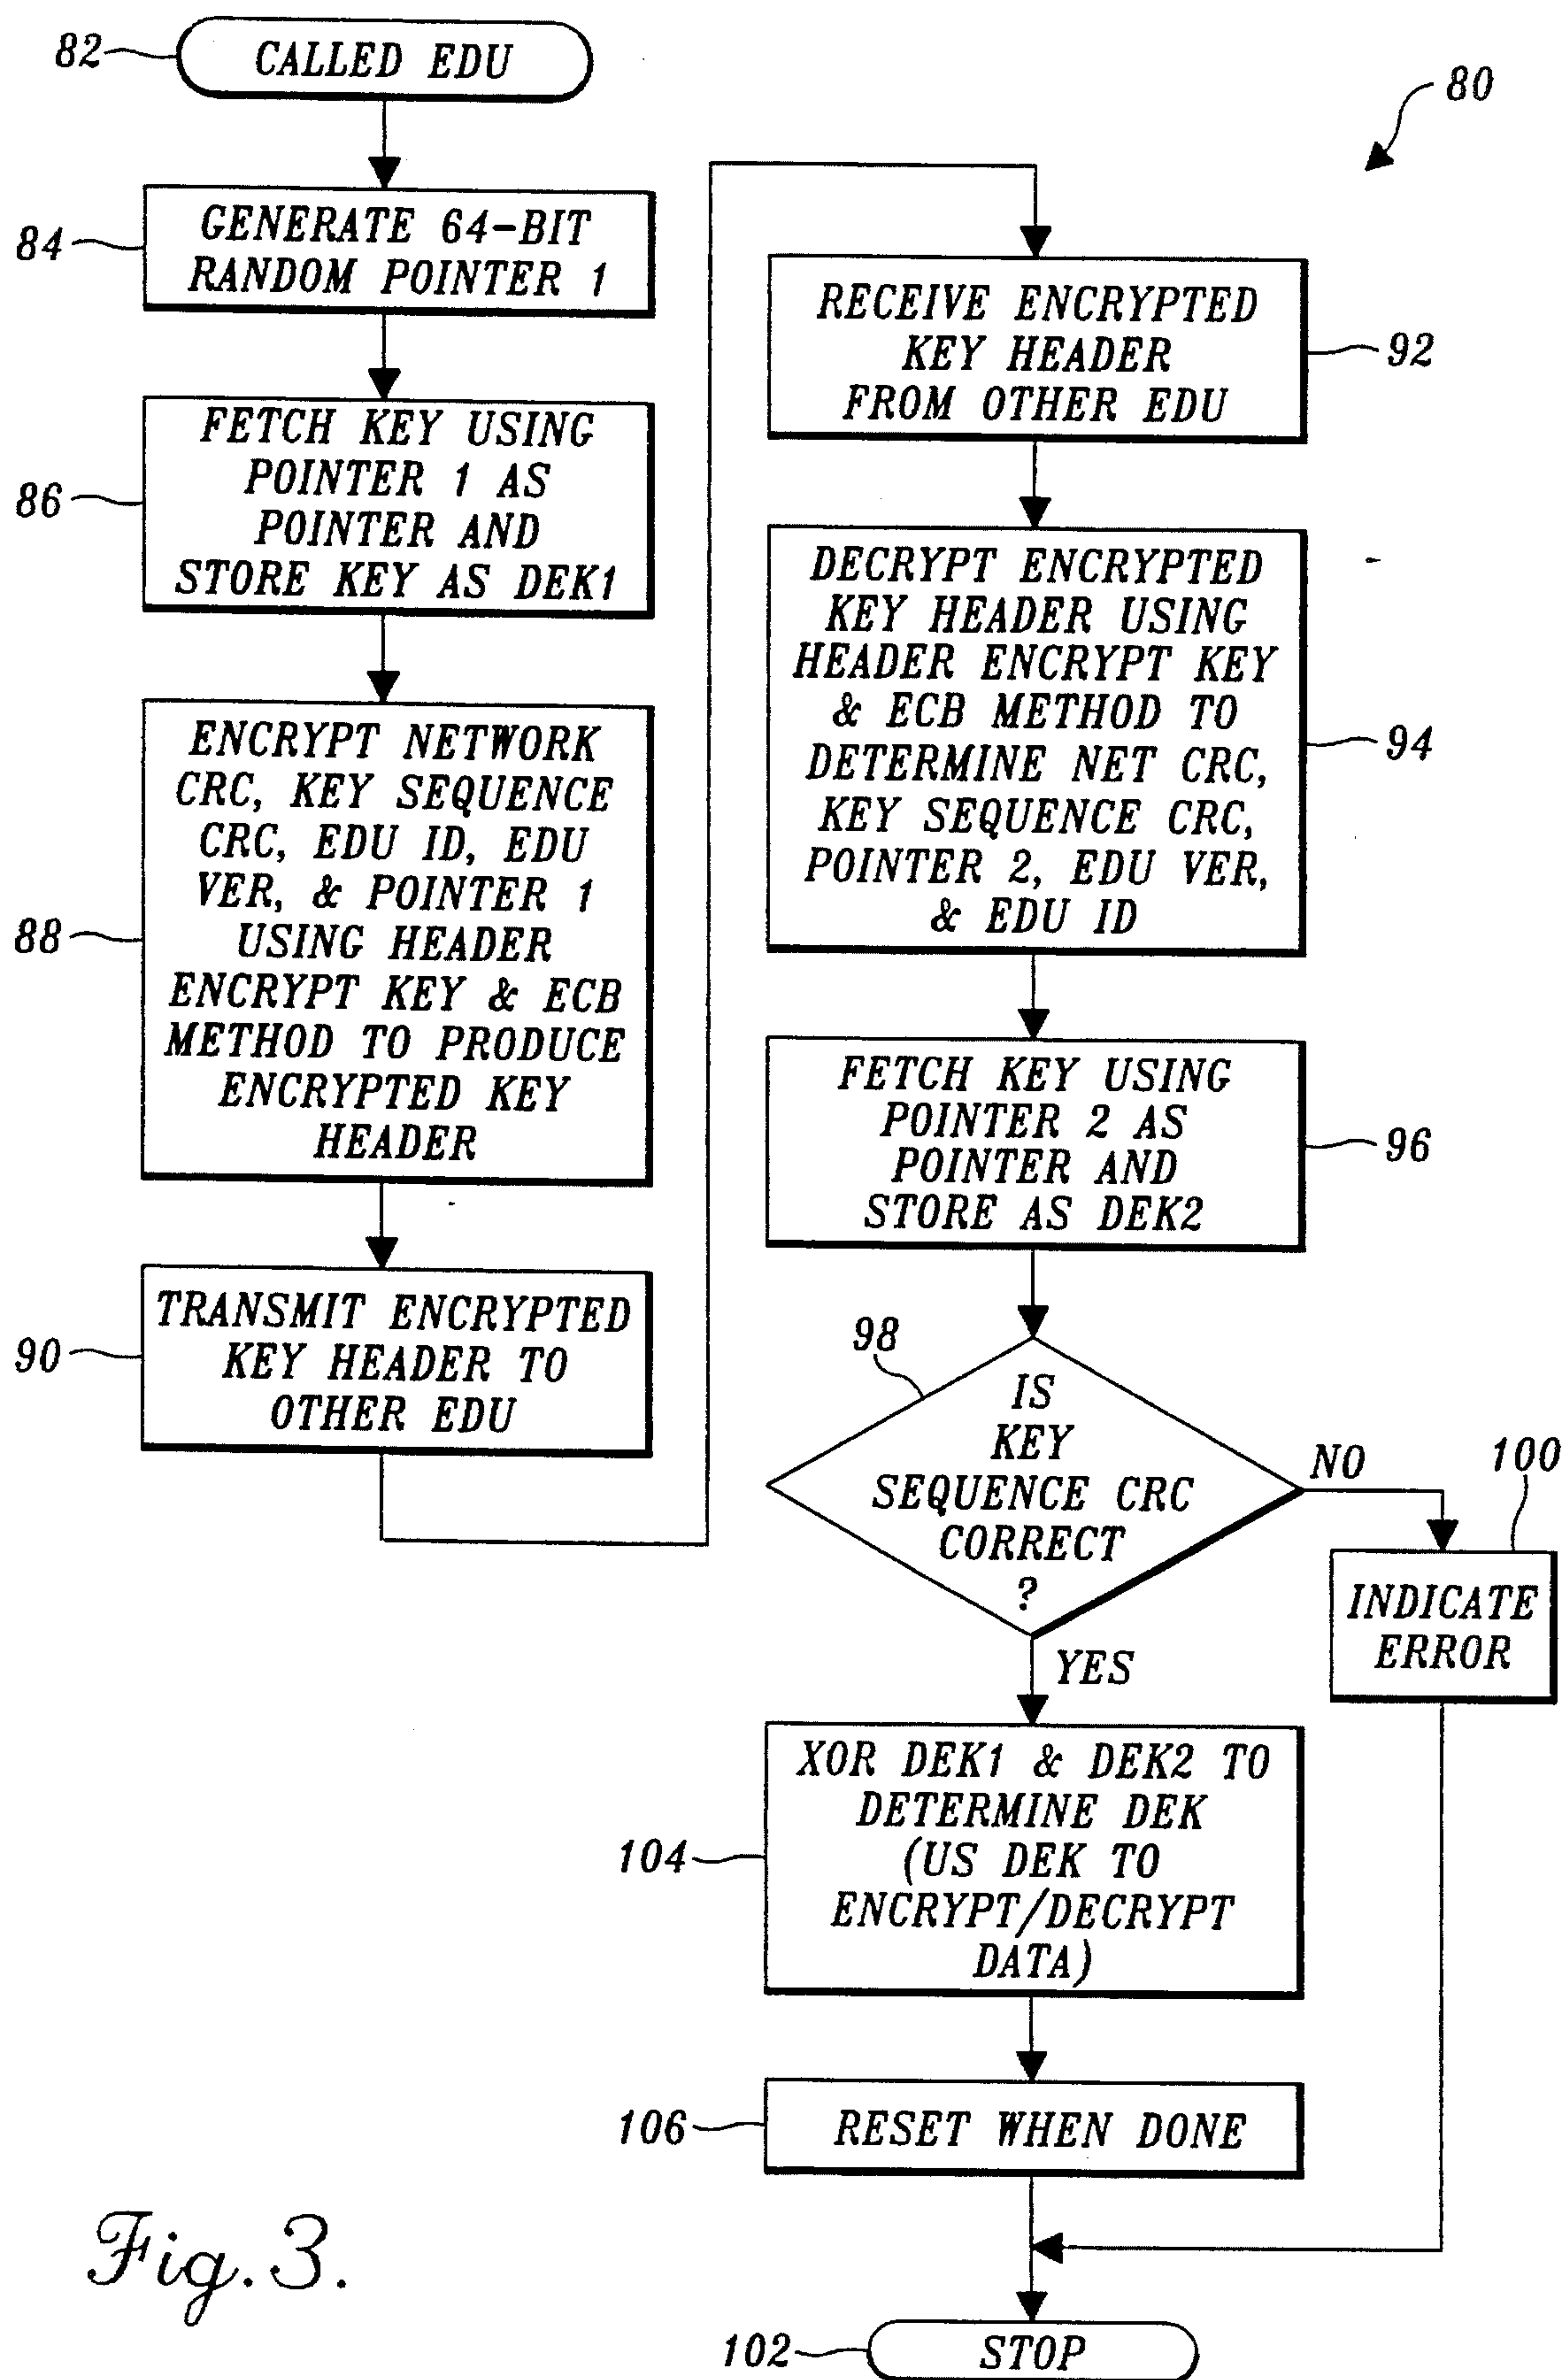 82
CALLED EDU
80
84
GENERATE 64-BIT
RANDOM POINTER 1
86
FETCH KEY USING
POINTER 1 AS
POINTER AND
STORE KEY AS DEK1
88
ENCRYPT NETWORK
CRC, KEY SEQUENCE
CRC, EDU ID, EDU
VER, & POINTER 1
USING HEADER
ENCRYPT KEY & ECB
METHOD TO PRODUCE
ENCRYPTED KEY
HEADER
90
TRANSMIT ENCRYPTED
KEY HEADER TO
OTHER EDU
RECEIVE ENCRYPTED
KEY HEADER
FROM OTHER EDU
92
DECRYPT ENCRYPTED
KEY HEADER USING
HEADER ENCRYPT KEY
& ECB METHOD TO
DETERMINE NET CRC,
KEY SEQUENCE CRC,
POINTER 2, EDU VER,
& EDU ID
94
FETCH KEY USING
POINTER 2 AS
POINTER AND
STORE AS DEK2
96
98
IS
KEY
SEQUENCE CRC
CORRECT
?
NO
100
INDICATE
ERROR
YES
104
XOR DEK1 & DEK2 TO
DETERMINE DEK
(US DEK TO
ENCRYPT/DECRYPT
DATA)
106
RESET WHEN DONE
102
STOP
Fig. 3.